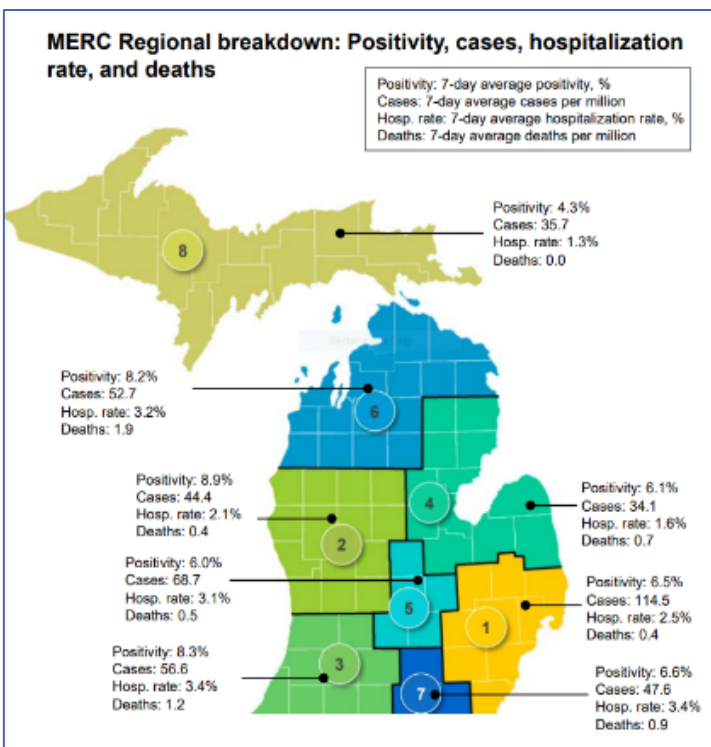 MERC Regional breakdown: Positivity, cases, hospitalization
rate, and deaths
Positivity: 7-day average positivity, %
Cases: 7-day average cases per million
Hosp. rate: 7-day average hospitalization rate, %
Deaths: 7-day average deaths per million
Positivity: 4.3%
Cases: 35.7
Hosp. rate: 1.3%
Deaths: 0.0
8
Positivity: 8.2%
Cases: 52.7
Hosp. rate: 3.2%
Deaths: 1.9
6
Positivity: 8.9%
Cases: 44.4
Hosp. rate: 2.1%
Deaths: 0.4
2
Positivity: 6.1%
Cases: 34.1
Hosp. rate: 1.6%
Deaths: 0.7
4
Positivity: 6.0%
Cases: 68.7
Hosp. rate: 3.1%
Deaths: 0.5
5
Positivity: 6.5%
Cases: 114.5
Hosp. rate: 2.5%
Deaths: 0.4
1
Positivity: 8.3%
Cases: 56.6
Hosp. rate: 3.4%
Deaths: 1.2
3
Positivity: 6.6%
Cases: 47.6
Hosp. rate: 3.4%
Deaths: 0.9
7